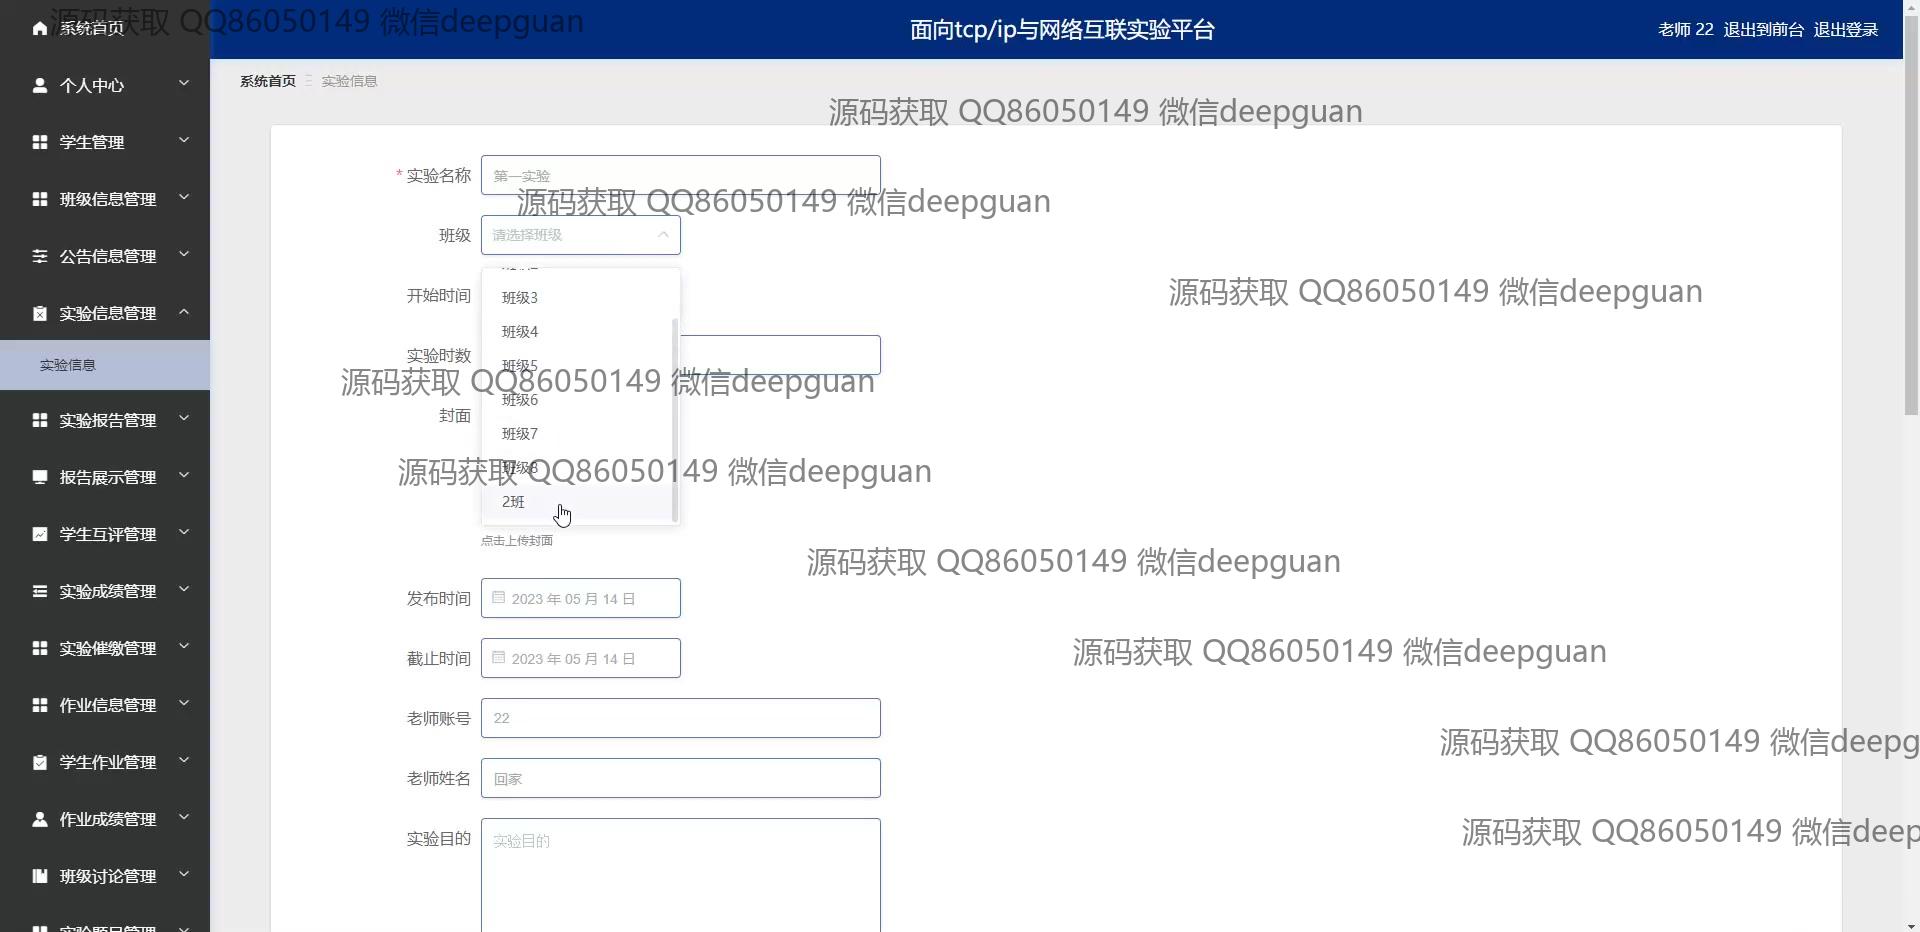 源码获取 QQ86050149 微信deepguan
系统首页
面向tcp/ip与网络互联实验平台
老师 22 退出到前台 退出登录
个人中心
学生管理
班级信息管理
公告信息管理
实验信息管理
实验信息
实验报告管理
报告展示管理
学生互评管理
实验成绩管理
实验催缴管理
作业信息管理
学生作业管理
作业成绩管理
班级讨论管理
实验题目管理
系统首页 实验信息
源码获取 QQ86050149 微信deepguan
* 实验名称 第一实验
源码获取 QQ86050149 微信deepguan
班级 请选择班级
开始时间
班级3
源码获取 QQ86050149 微信deepguan
班级4
实验时数
班级5
源码获取 QQ86050149 微信deepguan
班级6
封面
班级7
班级8
源码获取 QQ86050149 微信deepguan
2班
点击上传封面
源码获取 QQ86050149 微信deepguan
发布时间 2023 年 05 月 14 日
截止时间 2023 年 05 月 14 日
源码获取 QQ86050149 微信deepguan
老师账号 22
源码获取 QQ86050149 微信deepg
老师姓名 回家
实验目的 实验目的
源码获取 QQ86050149 微信deep